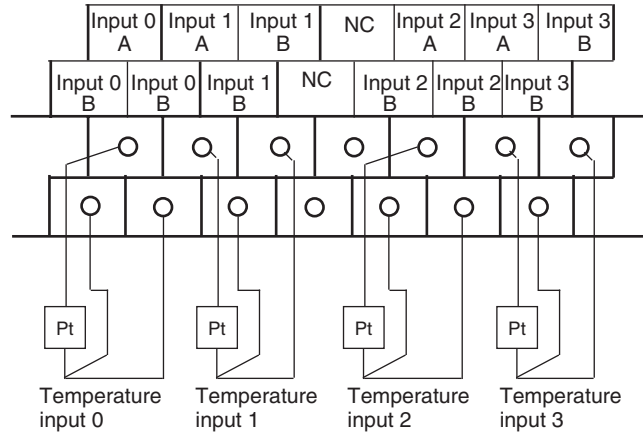 Input 0 Input 1 Input 1 NC Input 2 Input 3 Input 3
A A B A A B
Input 0 Input 0 Input 1 NC Input 2 Input 2 Input 3
B B B B B B
Pt Pt Pt Pt
Temperature Temperature Temperature Temperature
input 0 input 1 input 2 input 3